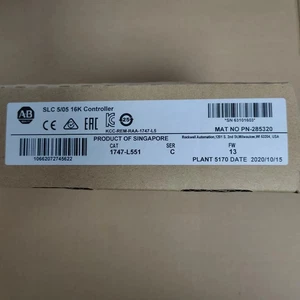 AB
SLC 5/05 16K Controller
*SN 63101603*
KCC-REM-RAA-1747-L5
MAT NO PN-285320
PRODUCT OF SINGAPORE
CAT SER FW
1747-L551 C 13
10662072745622
PLANT 5170 DATE 2020/10/15